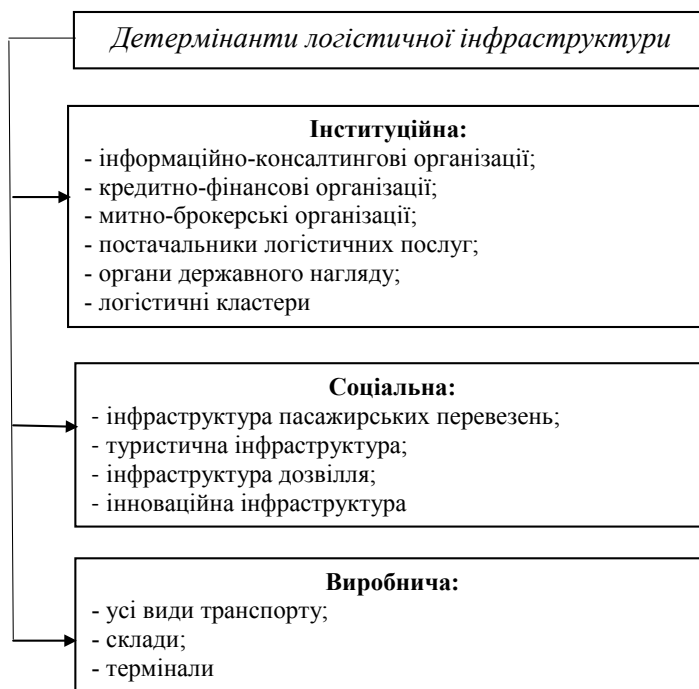 Детермінанти логістичної інфраструктури
Інституційна:
- інформаційно-консалтингові організації;
- кредитно-фінансові організації;
- митно-брокерські організації;
- постачальники логістичних послуг;
- органи державного нагляду;
- логістичні кластери
Соціальна:
- інфраструктура пасажирських перевезень;
- туристична інфраструктура;
- інфраструктура дозвілля;
- інноваційна інфраструктура
Виробнича:
- усі види транспорту;
- склади;
- термінали